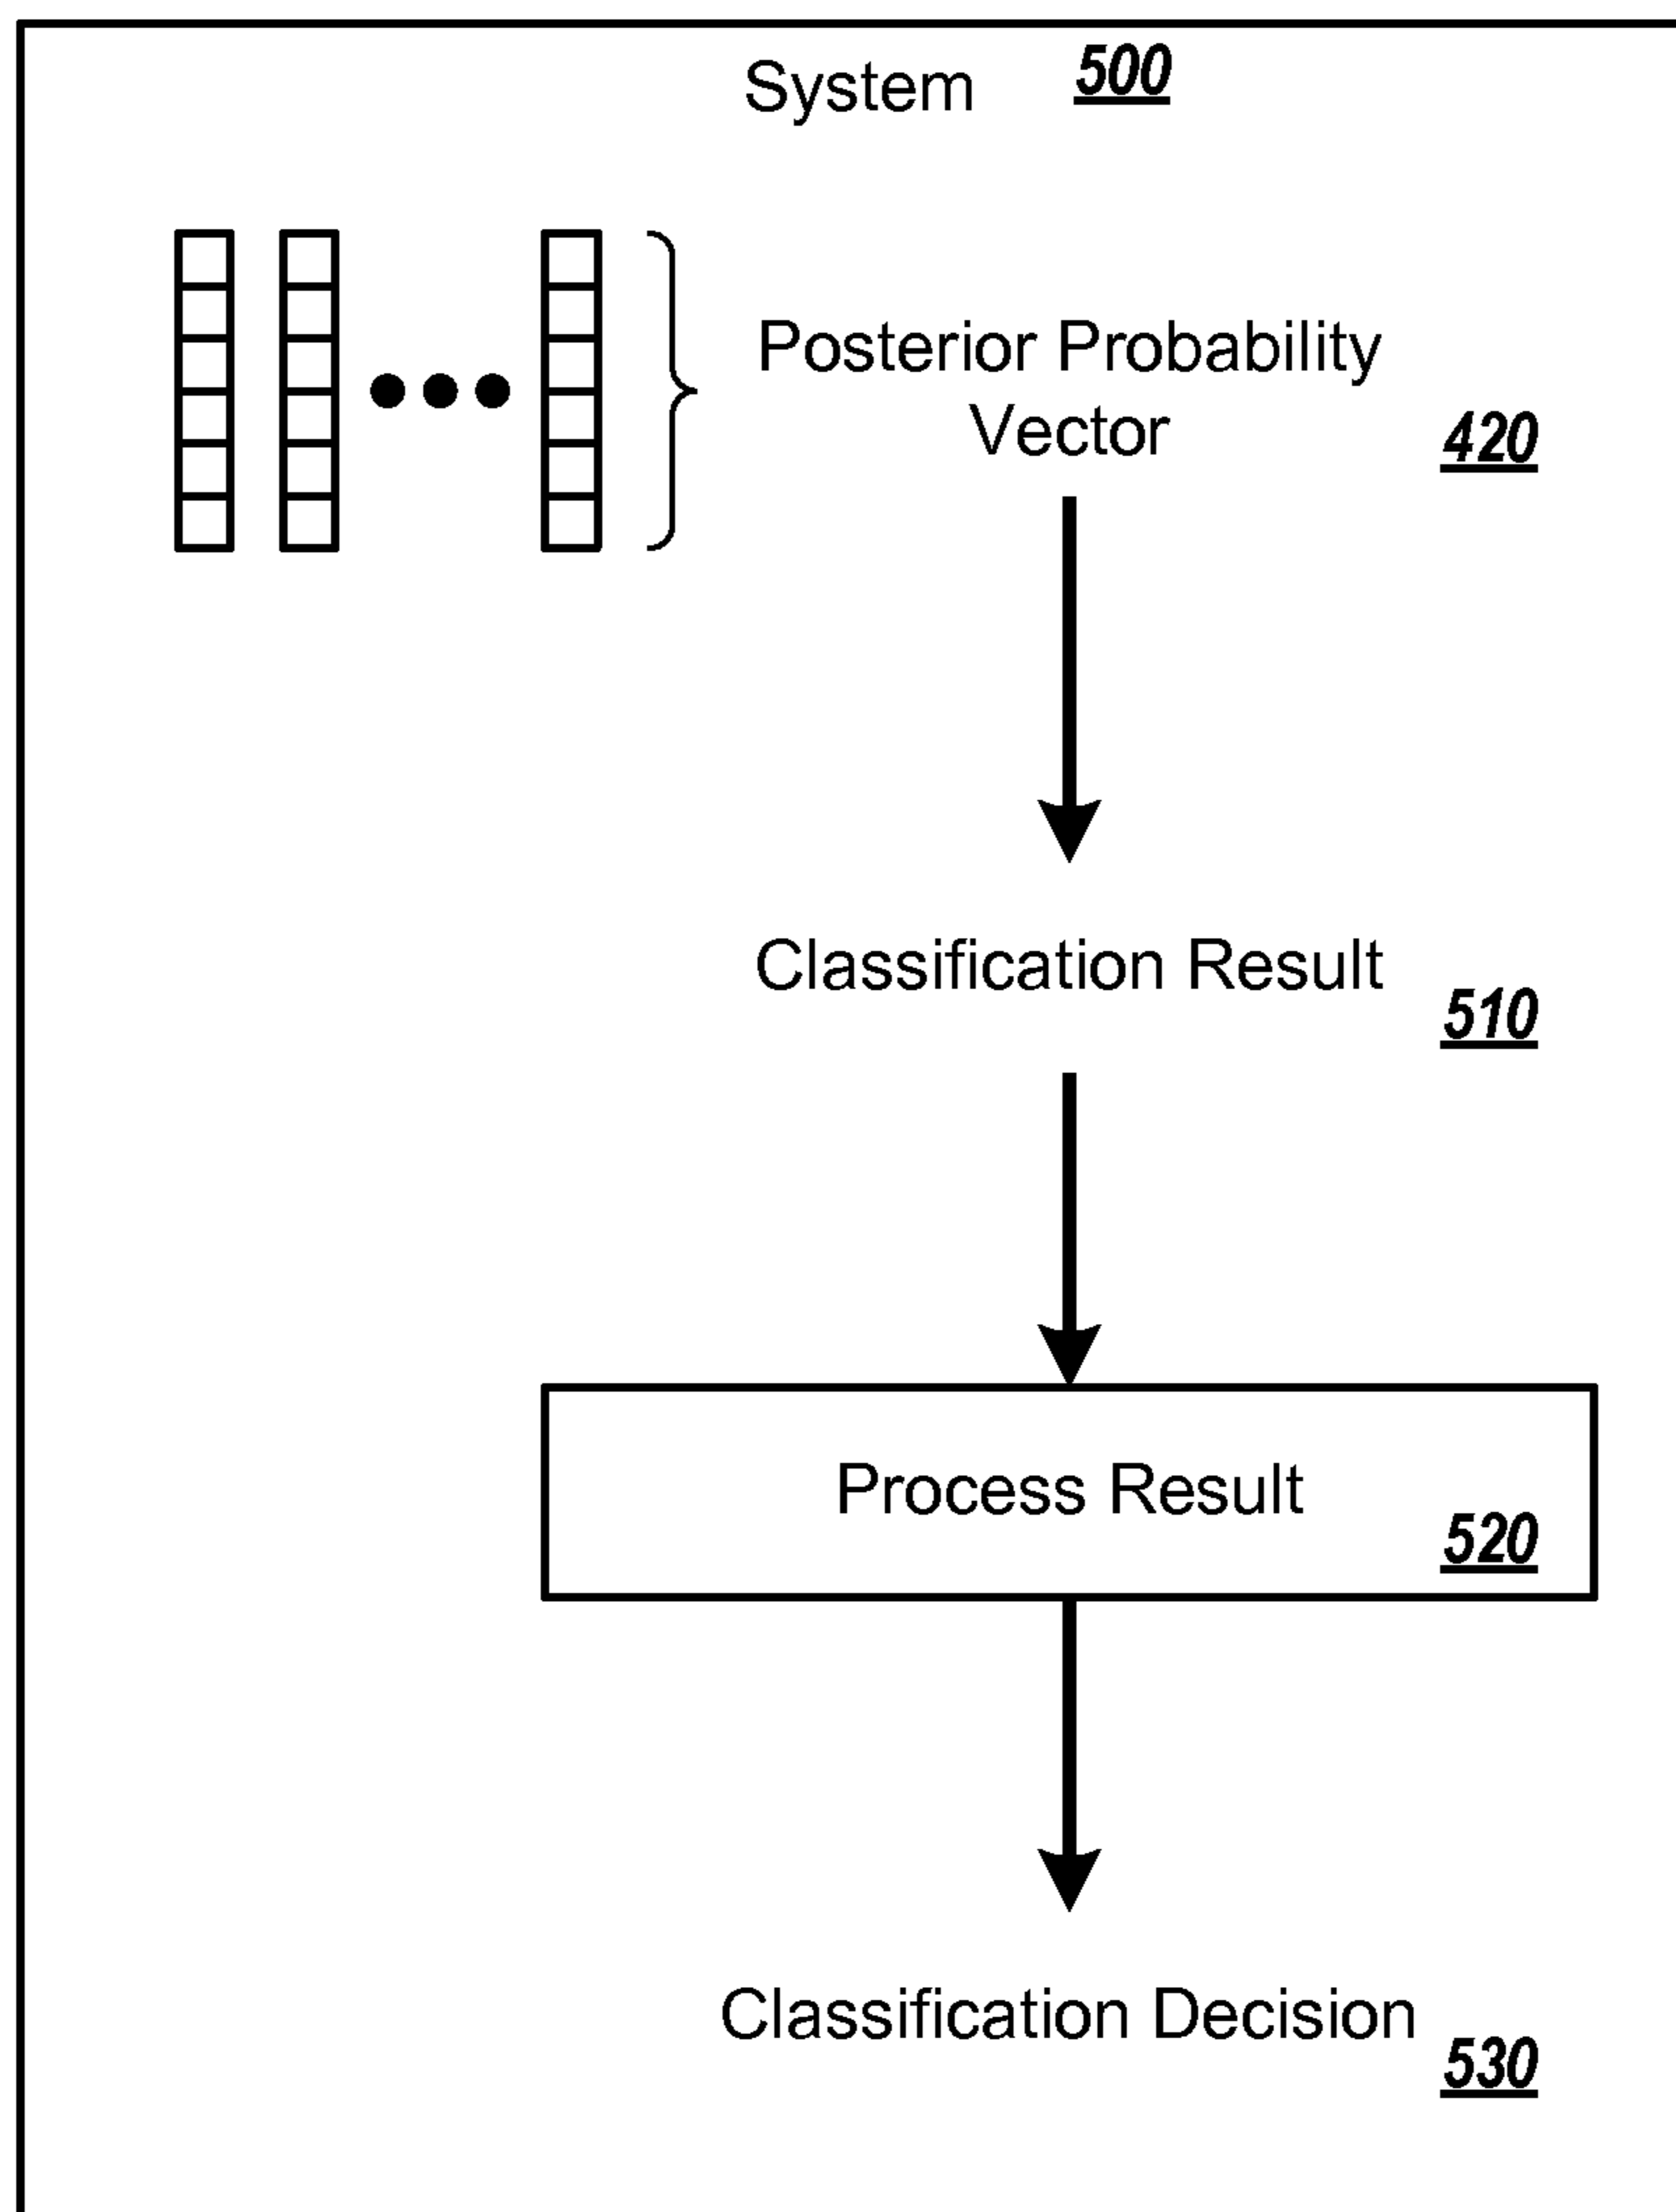 System 500
Posterior Probability
Vector
420
Classification Result
510
Process Result
520
Classification Decision
530